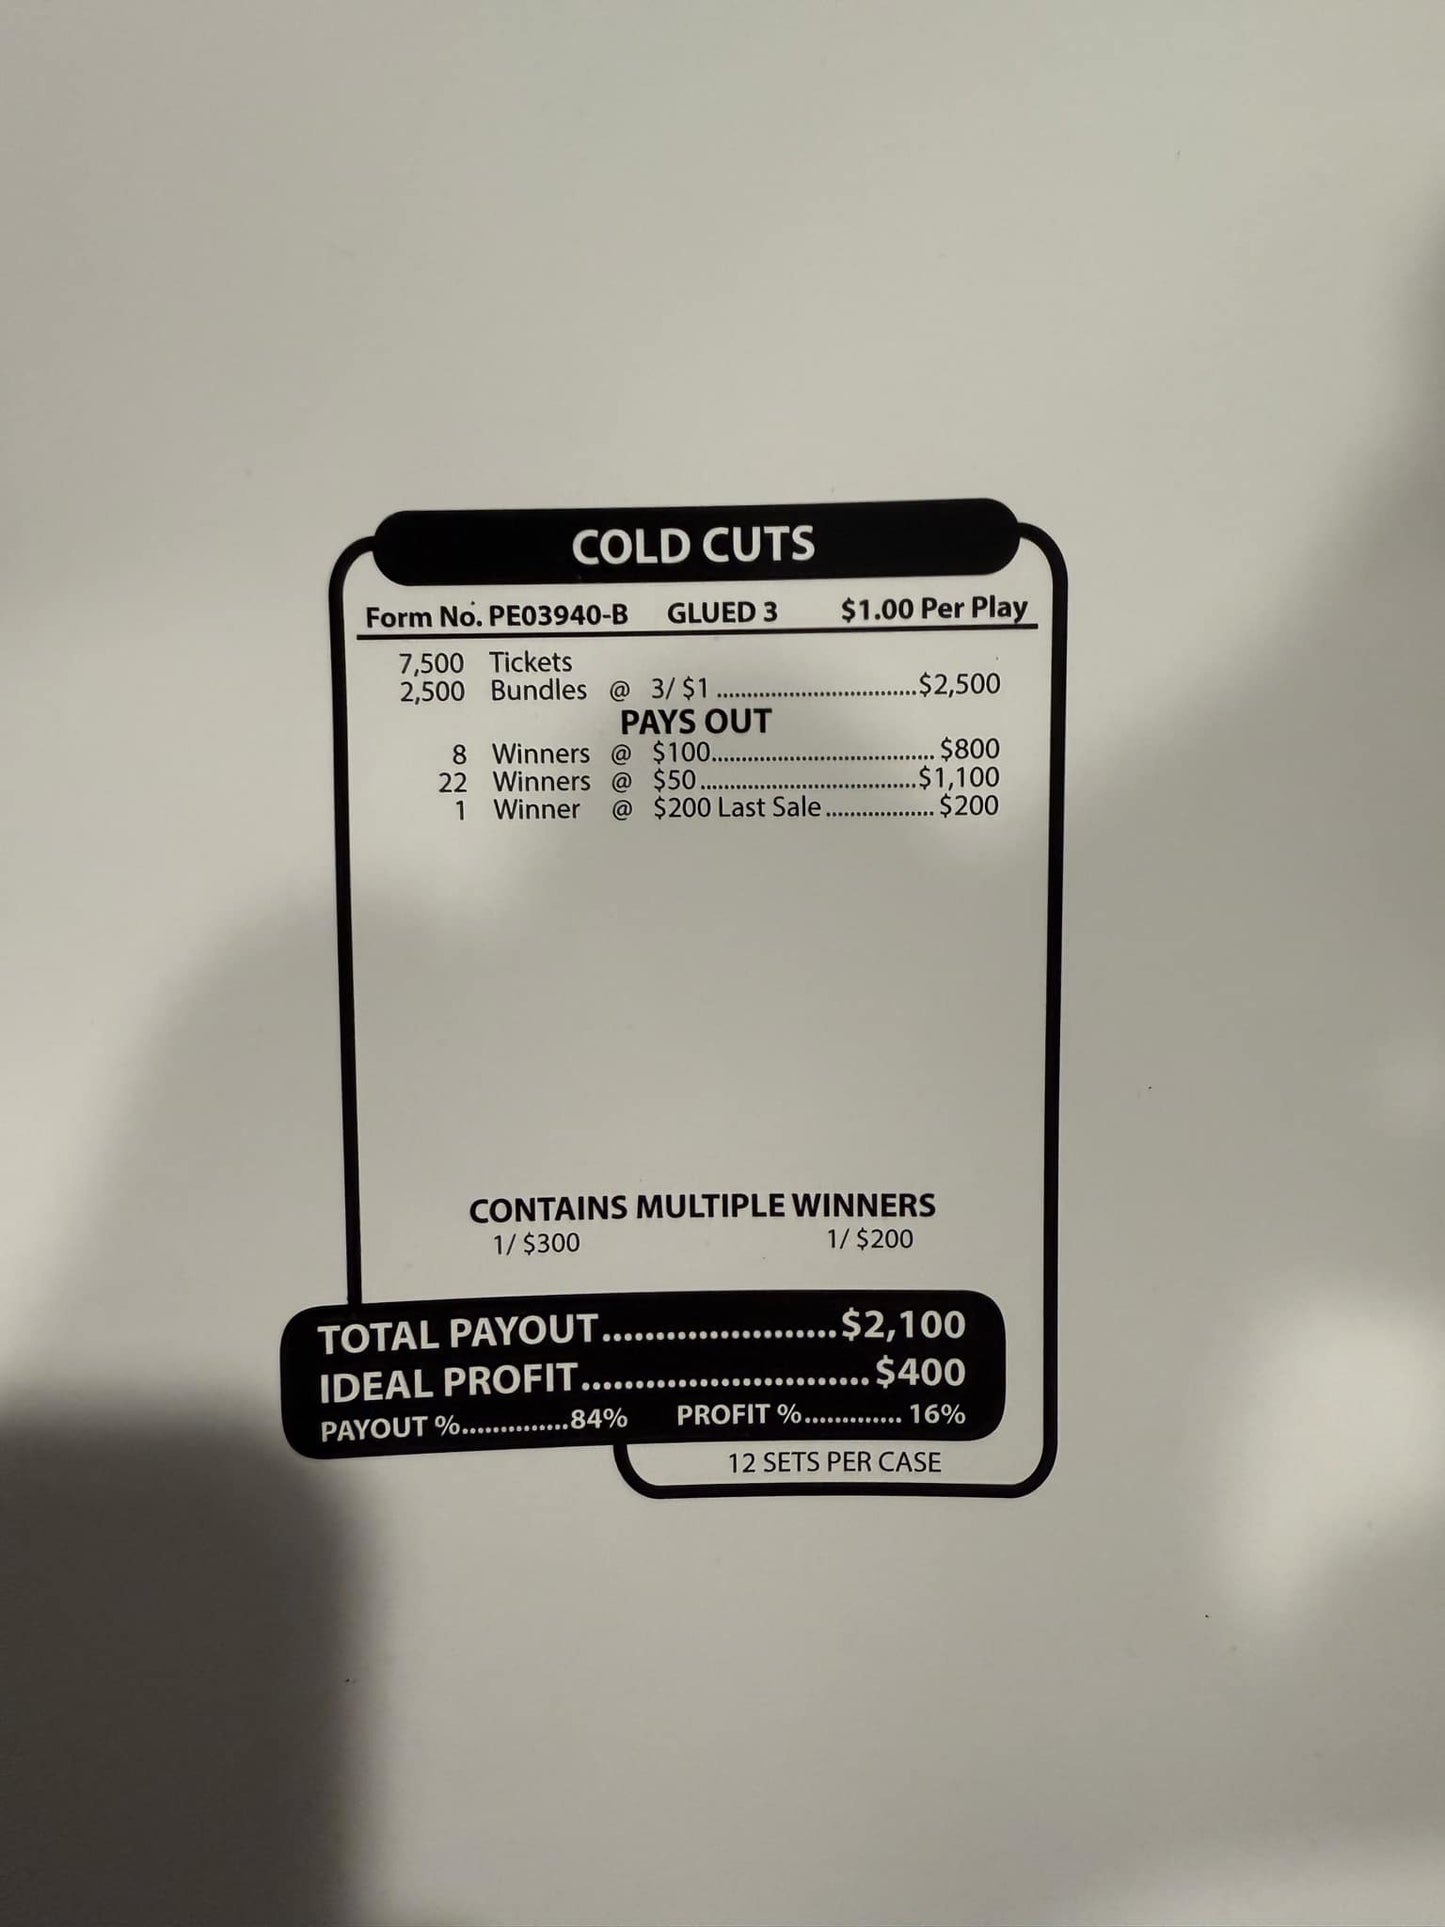 COLD CUTS
Form No. PE03940-B GLUED 3 $1.00 Per Play
7,500 Tickets
2,500 Bundles @ 3/ $1.................................$2,500
PAYS OUT
8 Winners @ $100..................................... $800
22 Winners @ $50....................................$1,100
1 Winner @ $200 Last Sale.................. $200
CONTAINS MULTIPLE WINNERS
1/ $300 1/ $200
TOTAL PAYOUT......................$2,100
IDEAL PROFIT........................... $400
PAYOUT %..............84% PROFIT %............. 16%
12 SETS PER CASE